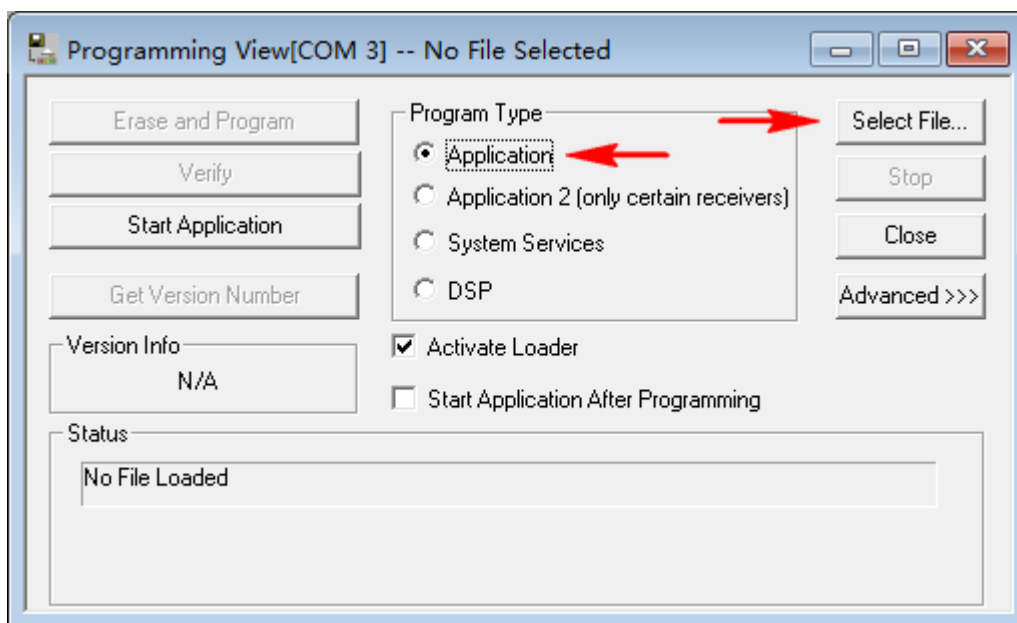 Programming View[COM 3] -- No File Selected
Erase and Program
Verify
Start Application
Get Version Number
Version Info
N/A
Program Type
Application
Application 2 (only certain receivers)
System Services
DSP
Activate Loader
Start Application After Programming
Select File...
Stop
Close
Advanced >>>
Status
No File Loaded